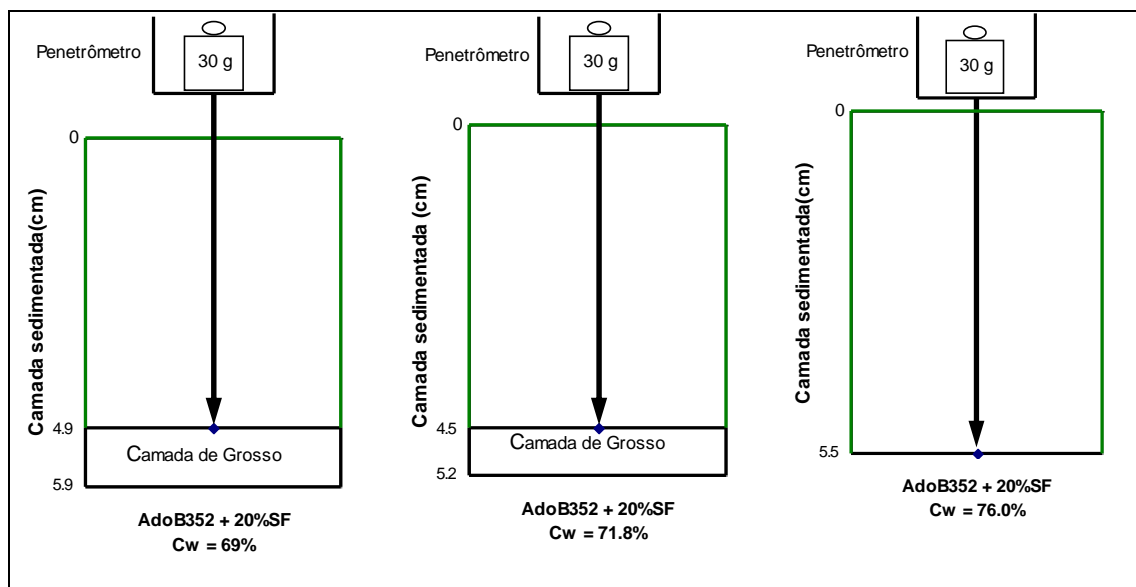 Penetrômetro
30 g
0
Camada sedimentada(cm)
4.9
Camada de Grosso
5.9
AdoB352 + 20%SF
Cw = 69%
Penetrômetro
30 g
0
Camada sedimentada (cm)
4.5
Camada de Grosso
5.2
AdoB352 + 20%SF
Cw = 71.8%
Penetrômetro
30 g
0
Camada sedimentada(cm)
5.5
AdoB352 + 20%SF
Cw = 76.0%